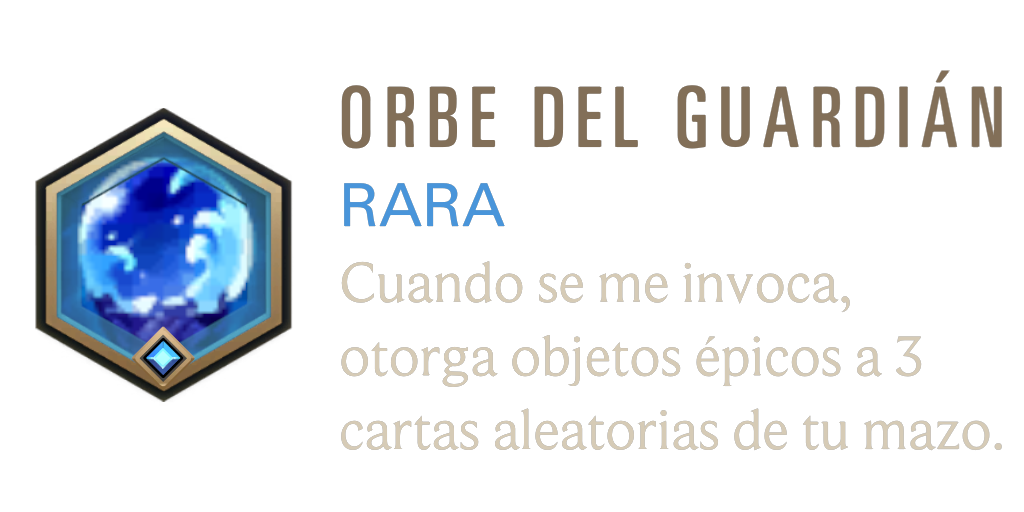 ORBE DEL GUARDIÁN
RARA
Cuando se me invoca,
otorga objetos épicos a 3
cartas aleatorias de tu mazo.